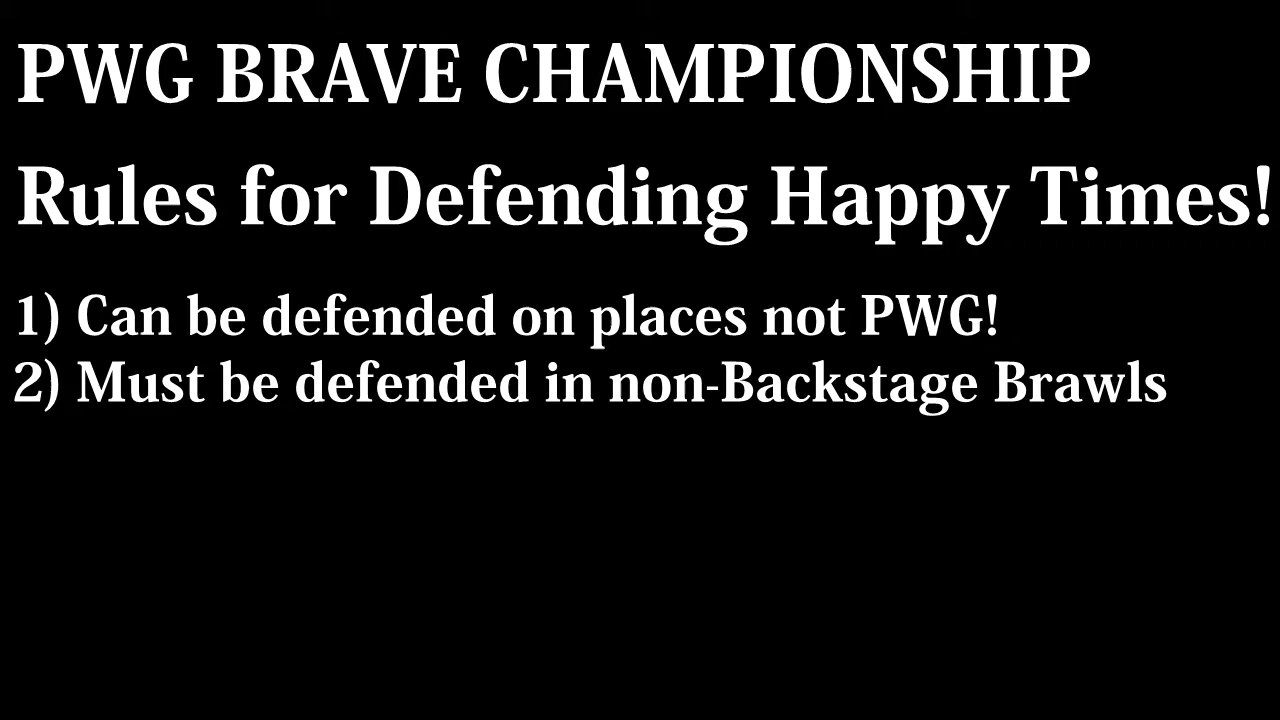 PWG BRAVE CHAMPIONSHIP
Rules for Defending Happy Times!
1) Can be defended on places not PWG!
2) Must be defended in non-Backstage Brawls